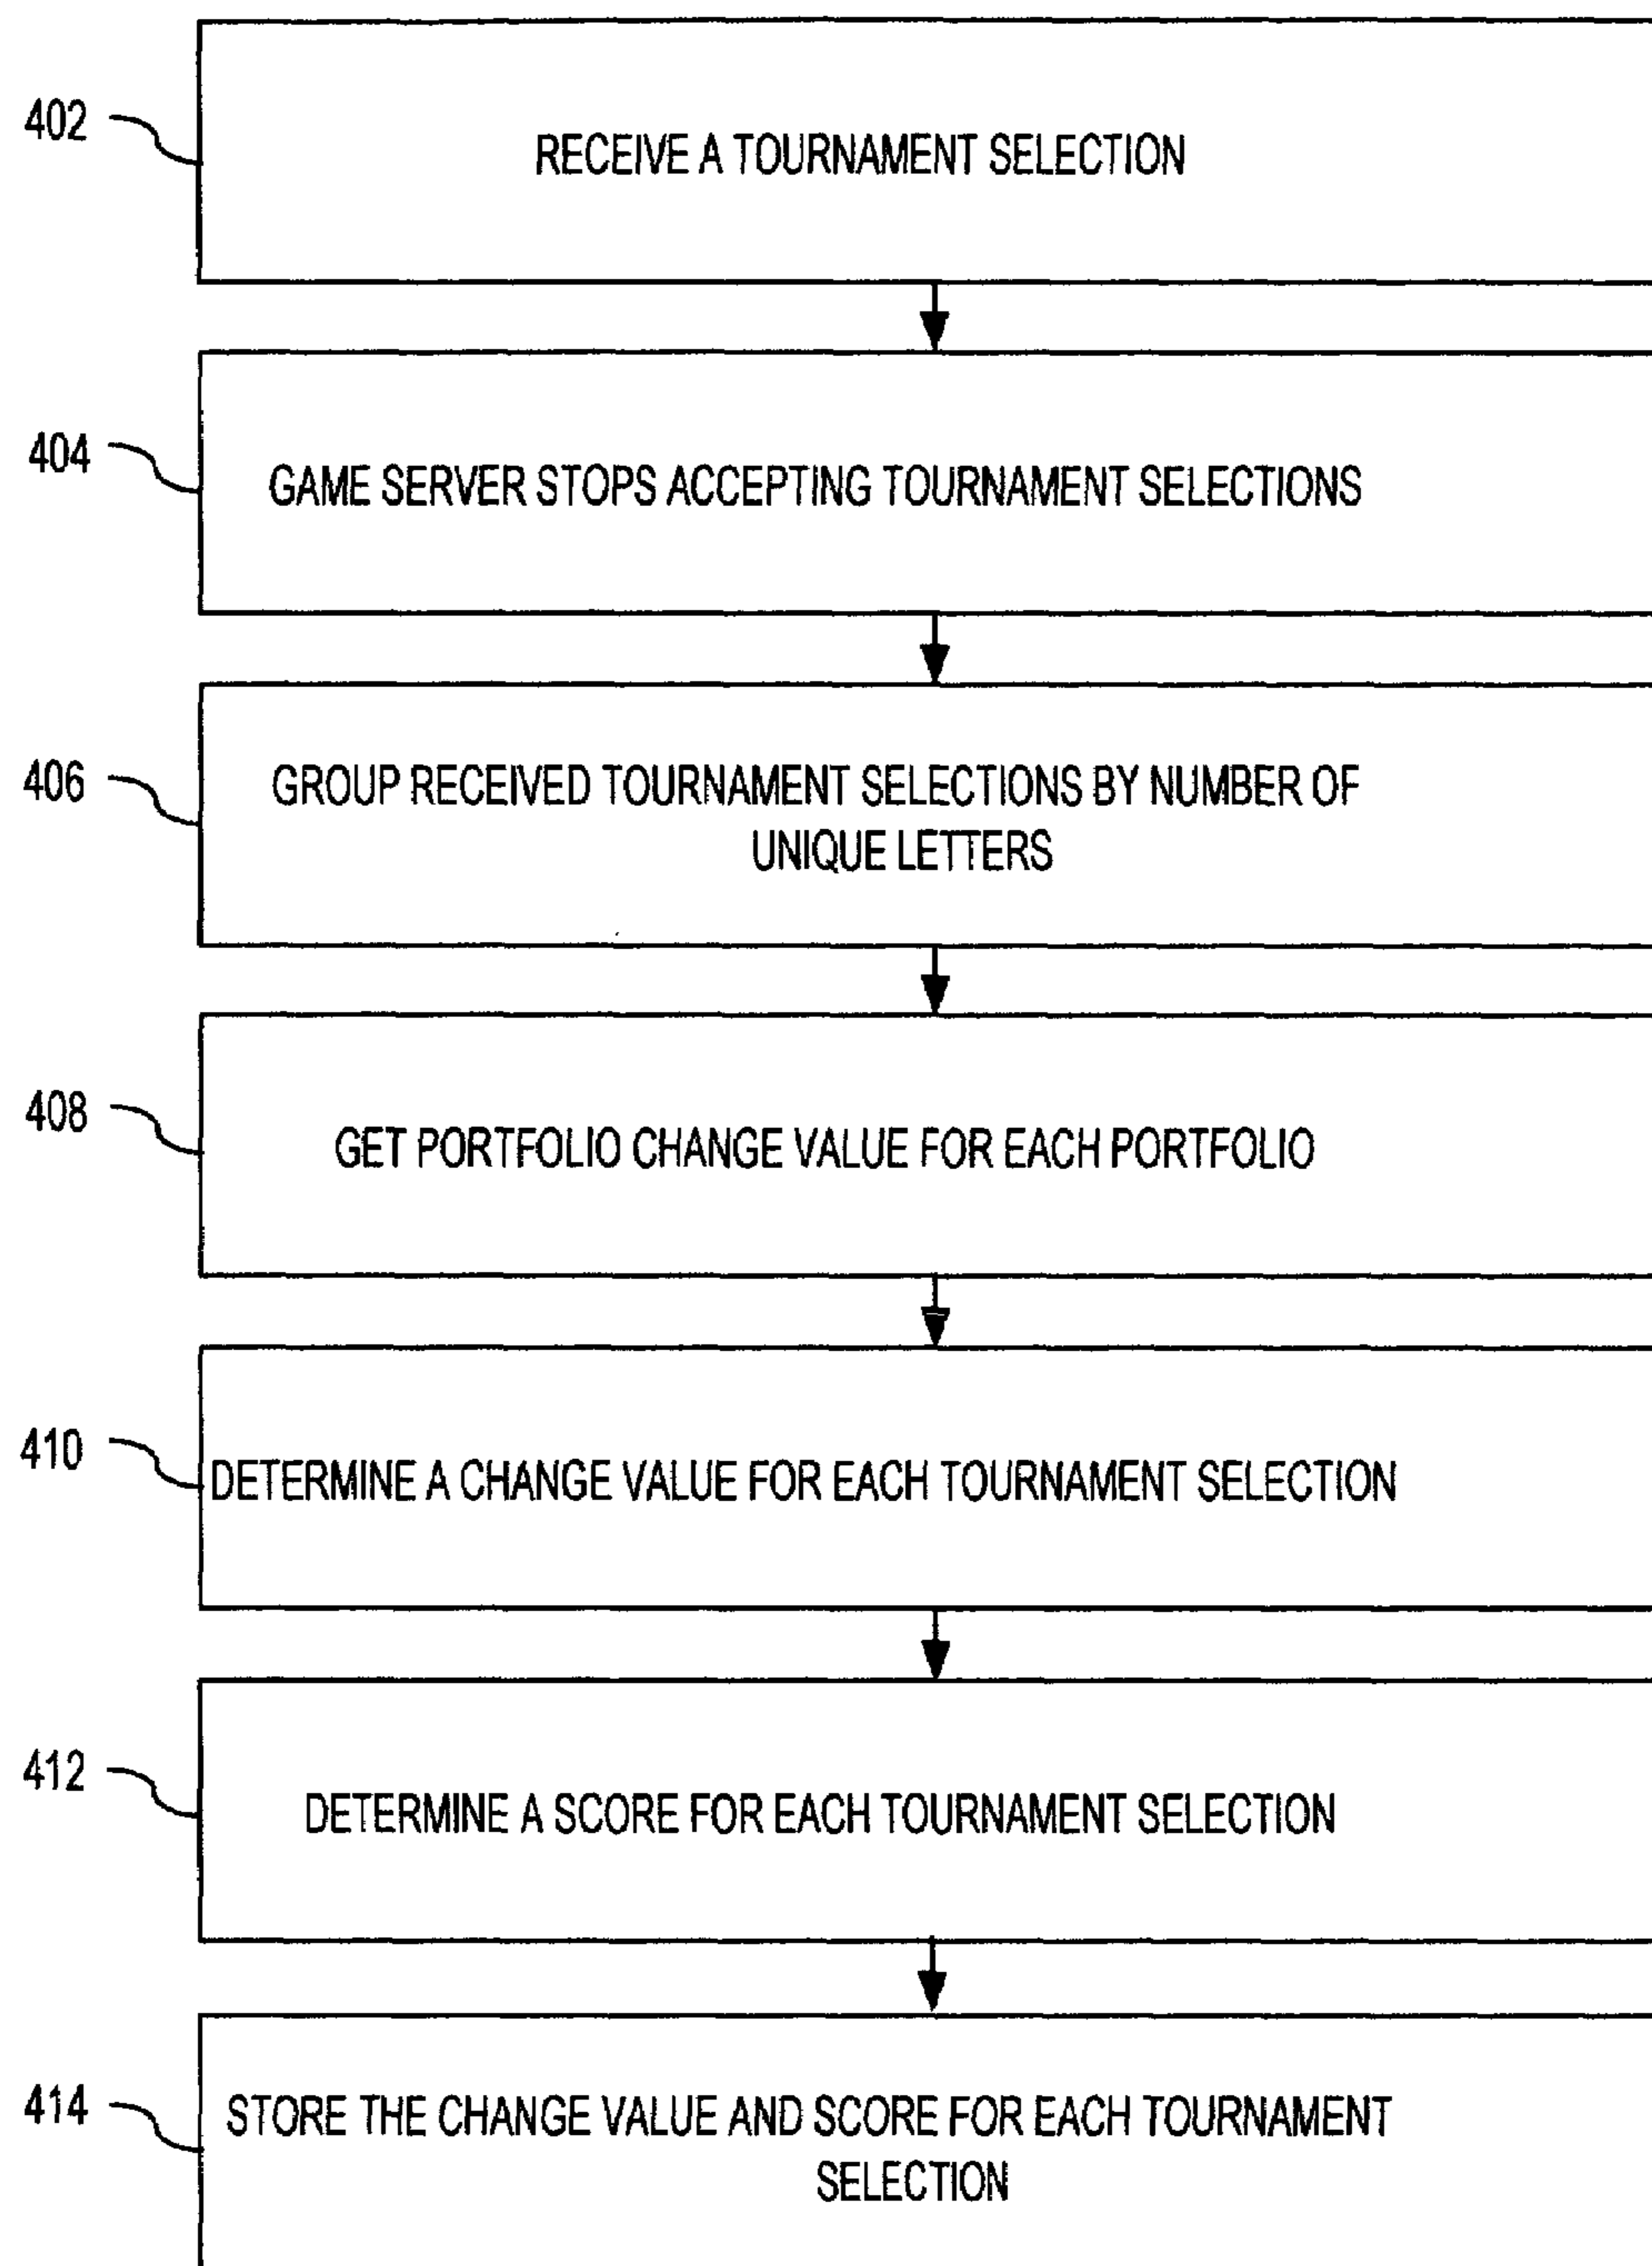 402
RECEIVE A TOURNAMENT SELECTION
404
GAME SERVER STOPS ACCEPTING TOURNAMENT SELECTIONS
406
GROUP RECEIVED TOURNAMENT SELECTIONS BY NUMBER OF
UNIQUE LETTERS
408
GET PORTFOLIO CHANGE VALUE FOR EACH PORTFOLIO
410
DETERMINE A CHANGE VALUE FOR EACH TOURNAMENT SELECTION
412
DETERMINE A SCORE FOR EACH TOURNAMENT SELECTION
414
STORE THE CHANGE VALUE AND SCORE FOR EACH TOURNAMENT
SELECTION